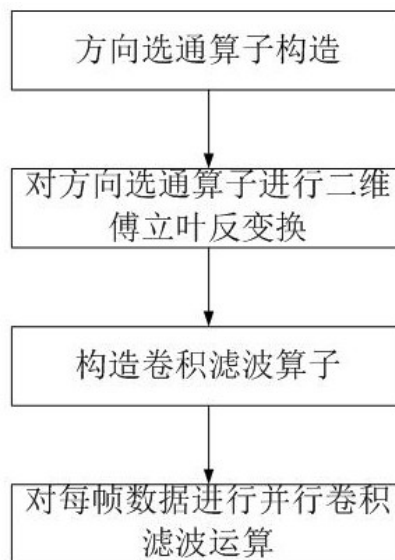 方向选通算子构造
对方向选通算子进行二维
傅立叶反变换
构造卷积滤波算子
对每帧数据进行并行卷积
滤波运算